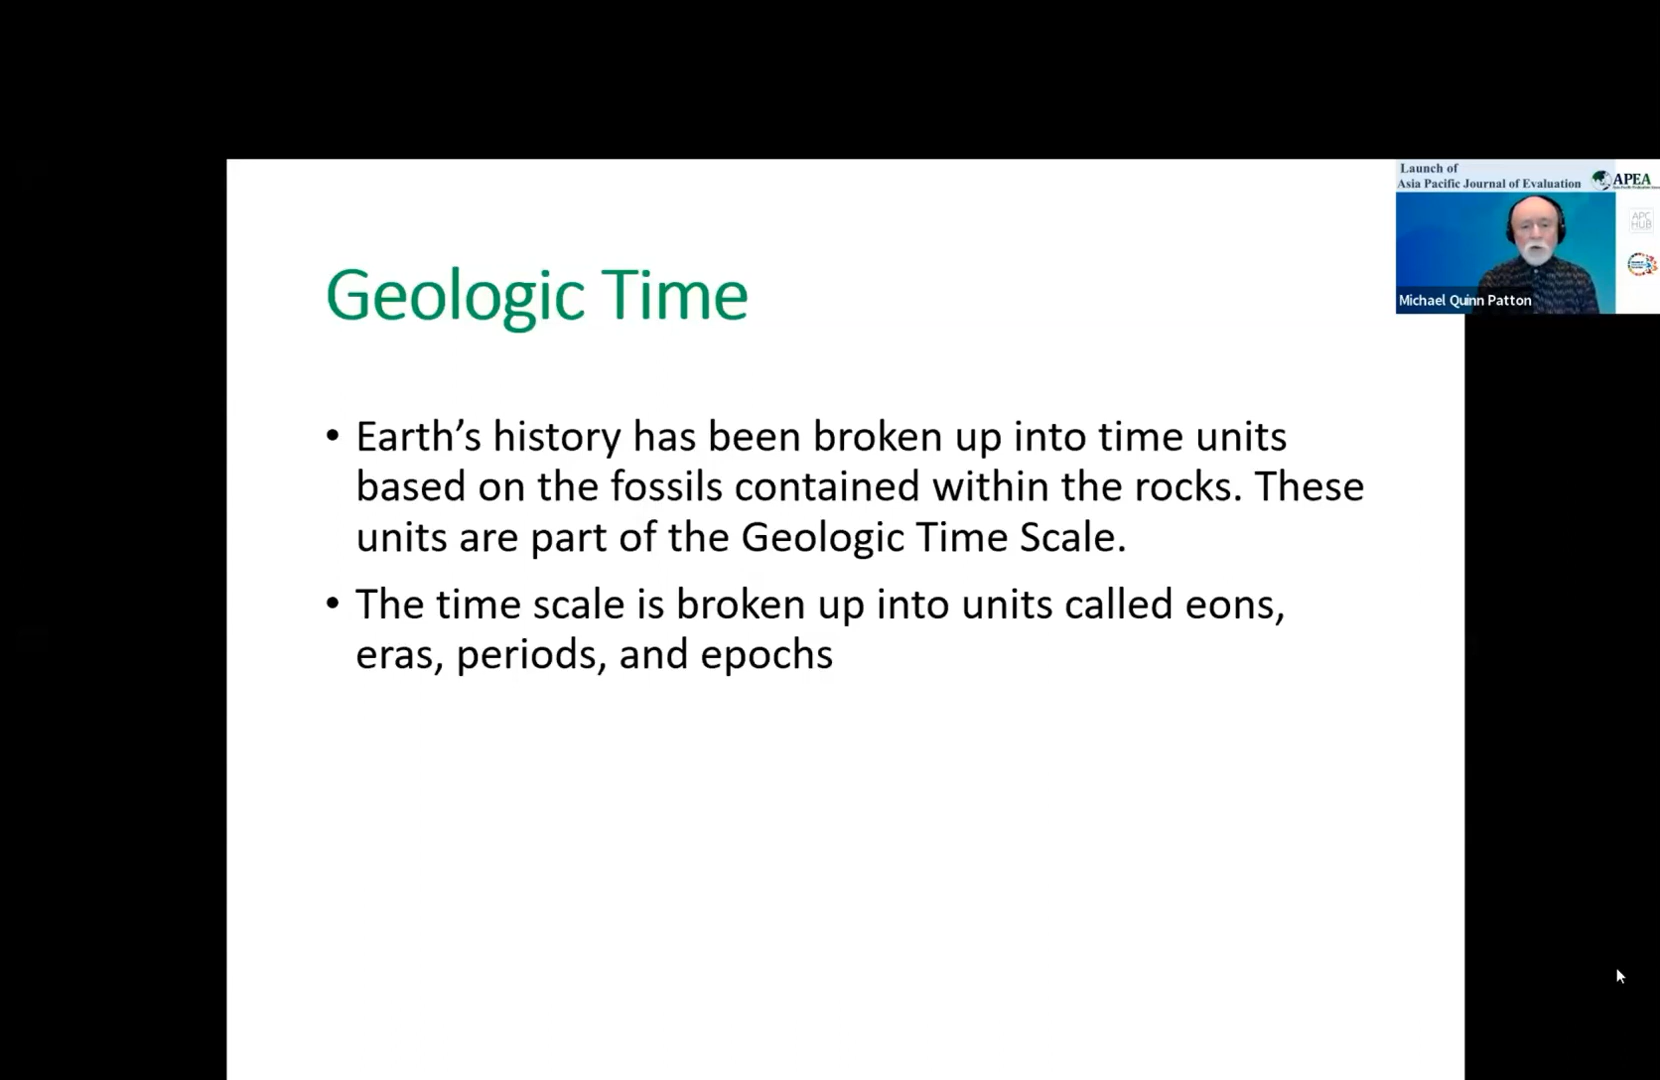 Launch of
Asia Pacific Journal of Evaluation
APEA
APC
HUB
Michael Quinn Patton
Geologic Time
• Earth’s history has been broken up into time units
based on the fossils contained within the rocks. These
units are part of the Geologic Time Scale.
• The time scale is broken up into units called eons,
eras, periods, and epochs